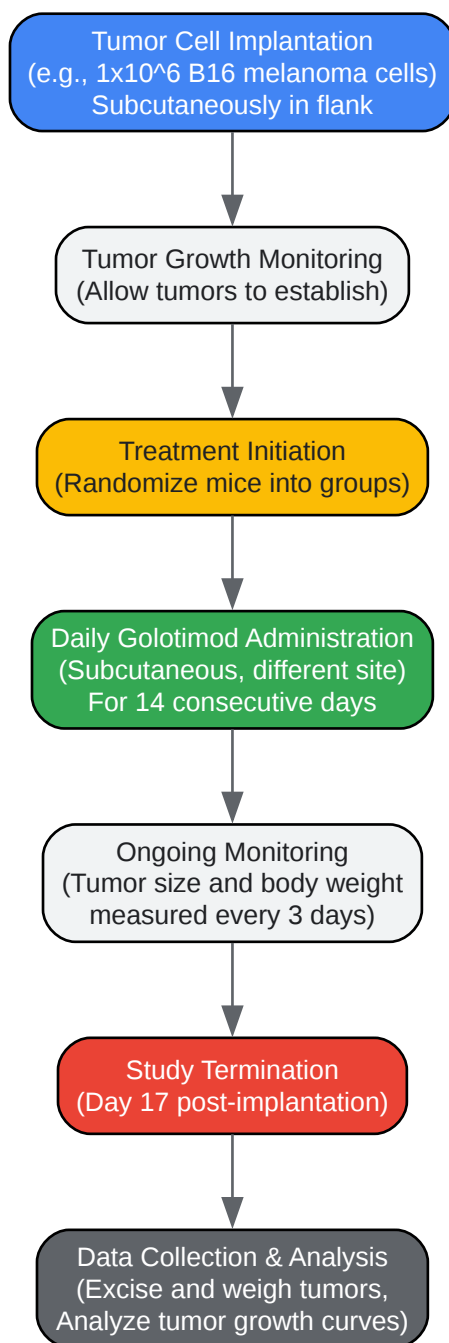 Tumor Cell Implantation
(e.g., 1x10^6 B16 melanoma cells)
Subcutaneously in flank
Tumor Growth Monitoring
(Allow tumors to establish)
Treatment Initiation
(Randomize mice into groups)
Daily Golotimod Administration
(Subcutaneous, different site)
For 14 consecutive days
Ongoing Monitoring
(Tumor size and body weight
measured every 3 days)
Study Termination
(Day 17 post-implantation)
Data Collection & Analysis
(Excise and weigh tumors,
Analyze tumor growth curves)